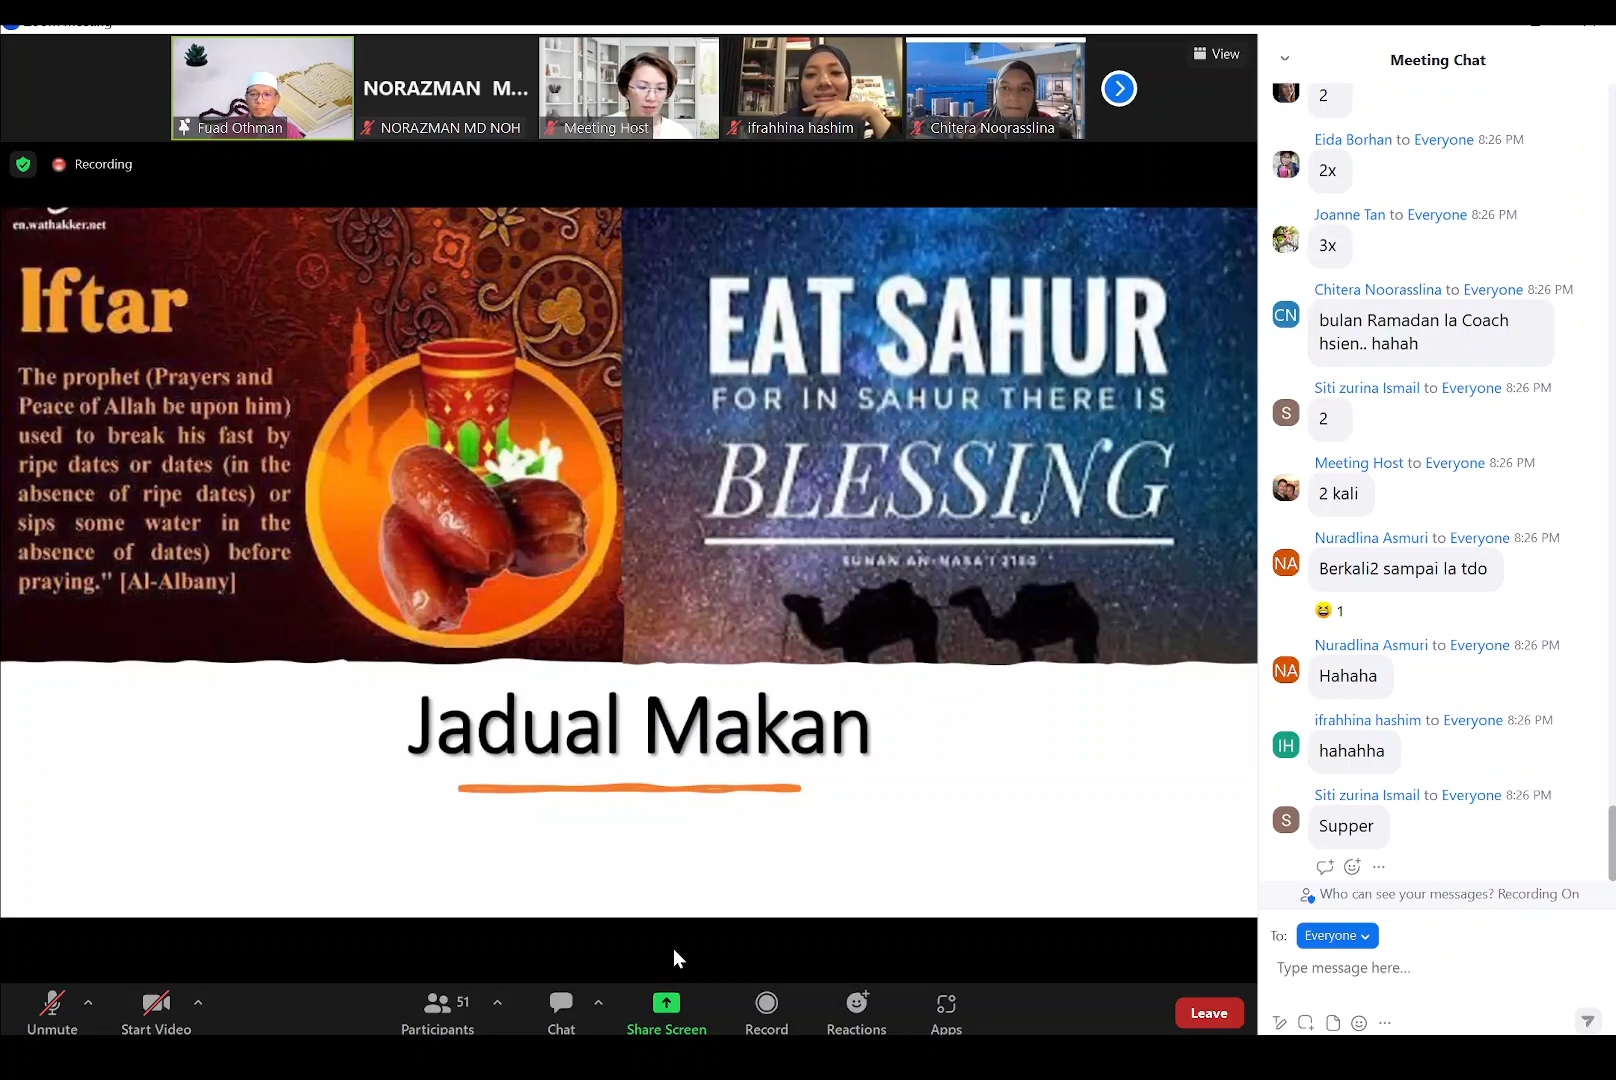 View
NORAZMAN M...
Fuad Othman
NORAZMAN MD NOH
Meeting Host
ifrahhina hashim
Chitera Noorasslina
Recording
en.wathakker.net
Iftar
The prophet (Prayers and
Peace of Allah be upon him)
used to break his fast by
ripe dates or dates (in the
absence of ripe dates) or
sips some water in the
absence of dates) before
praying." [Al-Albany]
EAT SAHUR
FOR IN SAHUR THERE IS
BLESSING
SUNAN AN-NASA'I
Jadual Makan
Meeting Chat
2
Eida Borhan to Everyone 8:26 PM
2x
Joanne Tan to Everyone 8:26 PM
3x
Chitera Noorasslina to Everyone 8:26 PM
CN
bulan Ramadan la Coach
hsien.. hahah
Siti zurina Ismail to Everyone 8:26 PM
S
2
Meeting Host to Everyone 8:26 PM
2 kali
Nuradlina Asmuri to Everyone 8:26 PM
NA
Berkali2 sampai la tdo
1
Nuradlina Asmuri to Everyone 8:26 PM
NA
Hahaha
ifrahhina hashim to Everyone 8:26 PM
IH
hahahha
Siti zurina Ismail to Everyone 8:26 PM
S
Supper
Who can see your messages? Recording On
To: Everyone
Type message here...
Unmute
Start Video
51
Participants
Chat
Share Screen
Record
Reactions
Apps
Leave